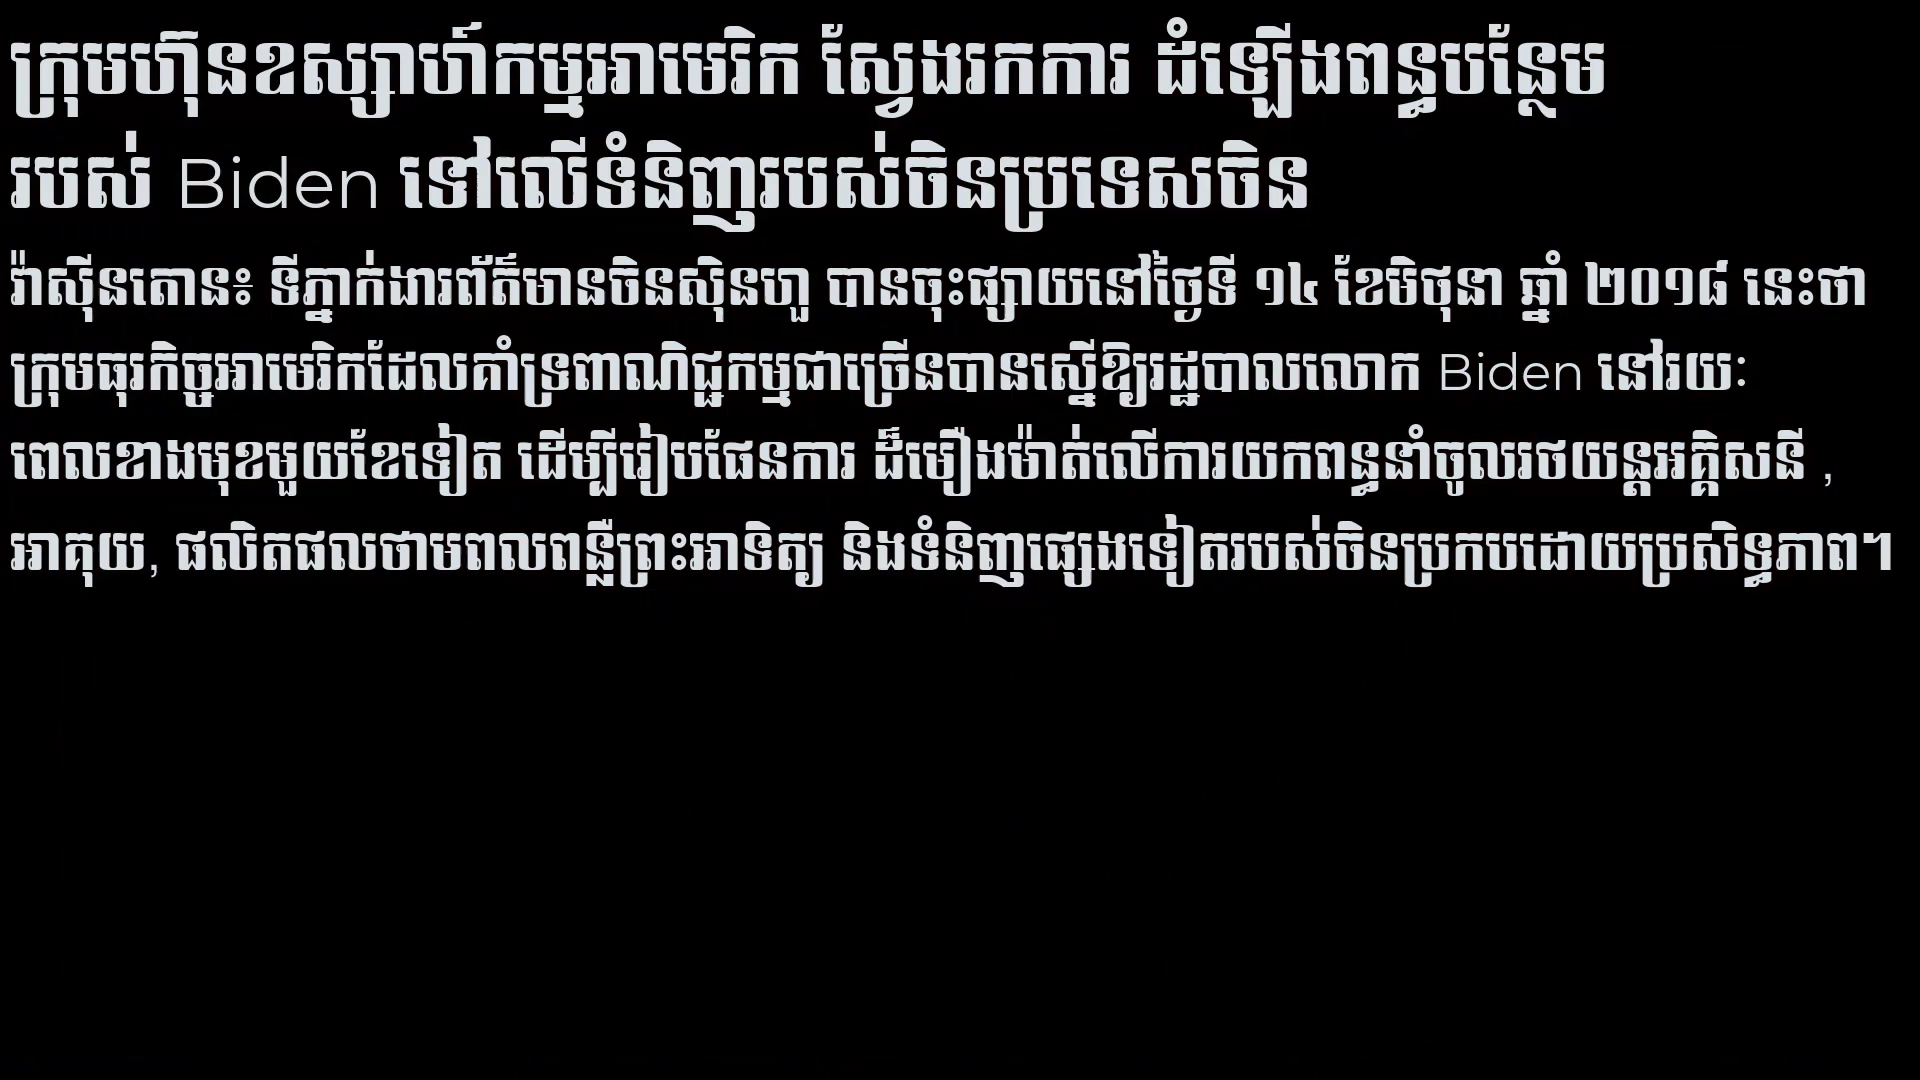 ក្រុមហ៊ុនឧស្សាហ៍កម្មអាមេរិក ស្វែងរកការ ដំឡើងពន្ធបន្ថែម
របស់ Biden ទៅលើទំនិញរបស់ចិនប្រទេសចិន
វ៉ាស៊ីនតោន៖ ទីភ្នាក់ងារព័ត៌មានចិនស៊ិនហួ បានចុះផ្សាយនៅថ្ងៃទី ១៤ ខែមិថុនា ឆ្នាំ ២០១៨ នេះថា
ក្រុមធុរកិច្ចអាមេរិកដែលគាំទ្រពាណិជ្ជកម្មជាច្រើនបានស្នើឱ្យរដ្ឋបាលលោក Biden នៅរយៈ
ពេលខាងមុខមួយខែទៀត ដើម្បីរៀបផែនការ ដ៏មឿងម៉ាត់លើការយកពន្ធនាំចូលរថយន្តអគ្គិសនី ,
អាគុយ, ផលិតផលថាមពលពន្លឺព្រះអាទិត្យ និងទំនិញផ្សេងទៀតរបស់ចិនប្រកបដោយប្រសិទ្ធភាព។